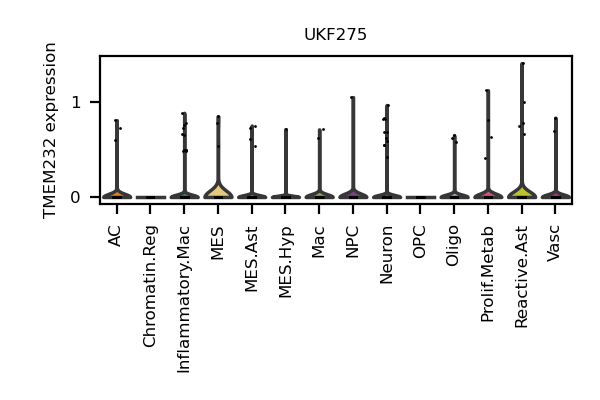 UKF275
TMEM232 expression
1
0
AC
Chromatin.Reg
Inflammatory.Mac
MES
MES.Ast
MES.Hyp
Mac
NPC
Neuron
OPC
Oligo
Prolif.Metab
Reactive.Ast
Vasc